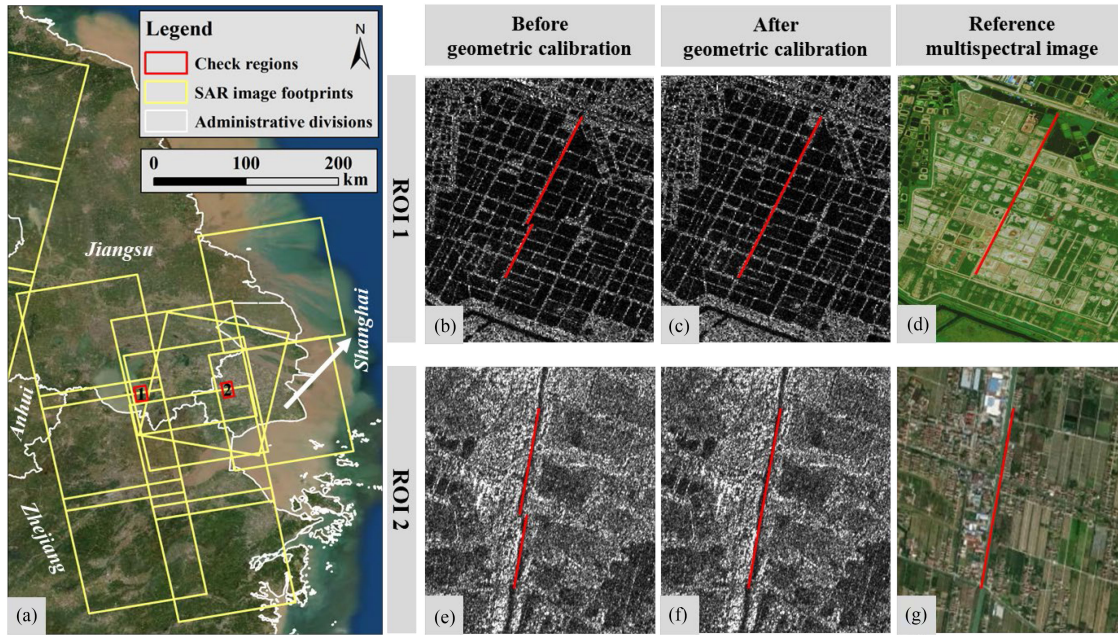 Legend
N
Check regions
SAR image footprints
Administrative divisions
0 100 200
km
Jiangsu
Shanghai
Anhui
Zhejiang
1
2
(a)
Before
geometric calibration
After
geometric calibration
Reference
multispectral image
ROI 1
(b)
(c)
(d)
ROI 2
(e)
(f)
(g)